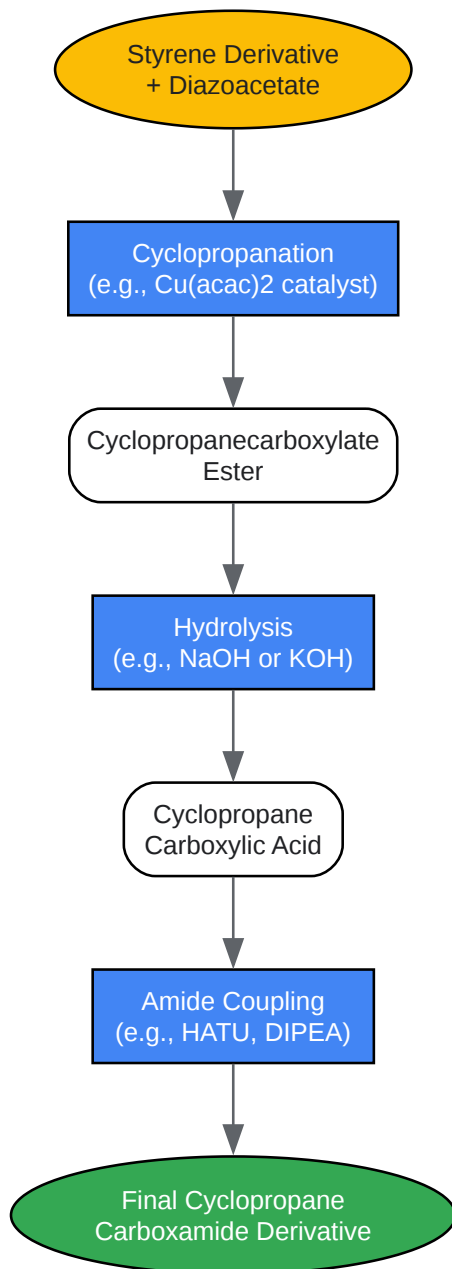 Styrene Derivative
+ Diazoacetate
Cyclopropanation
(e.g., Cu(acac)2 catalyst)
Cyclopropanecarboxylate
Ester
Hydrolysis
(e.g., NaOH or KOH)
Cyclopropane
Carboxylic Acid
Amide Coupling
(e.g., HATU, DIPEA)
Final Cyclopropane
Carboxamide Derivative